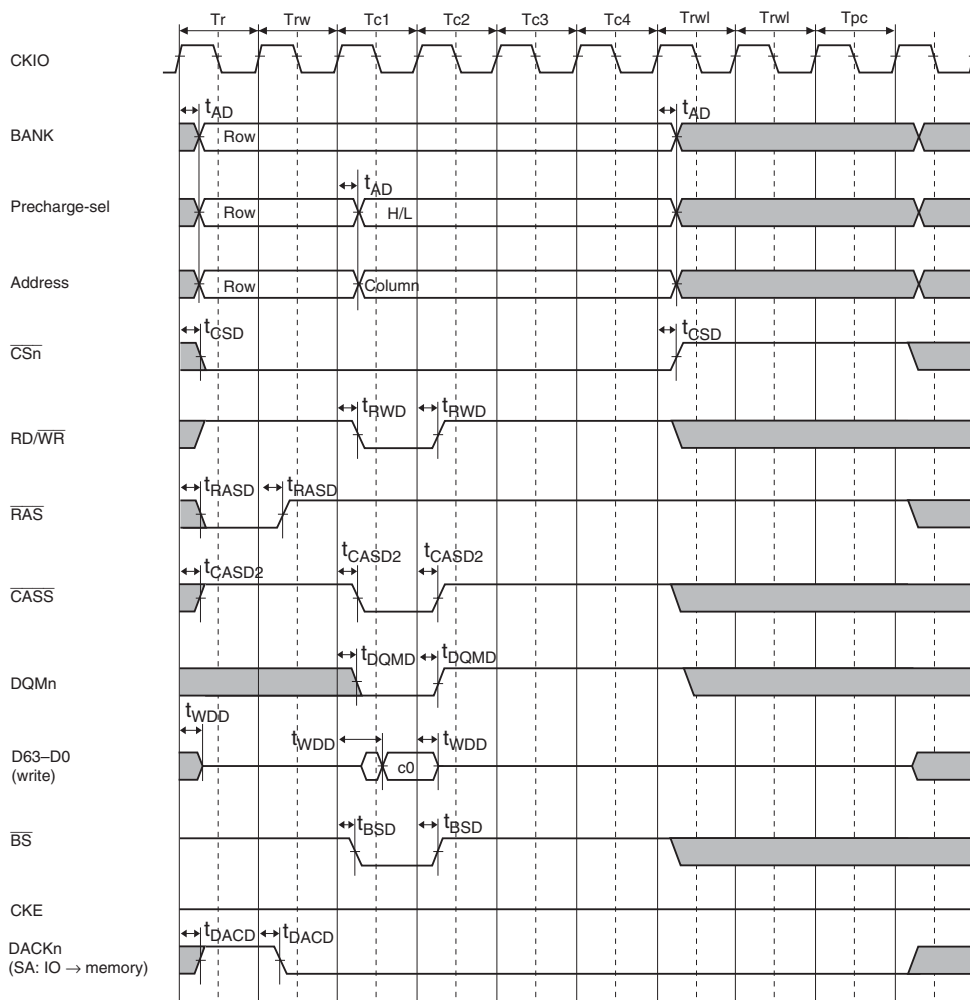 Tr Trw Tc1 Tc2 Tc3 Tc4 Trwl Trwl Tpc
CKIO
tAD tAD
BANK Row
tAD
Precharge-sel Row H/L
Address Row Column
tCSD tCSD
CSn
tRWD tRWD
RD/WR
tRASD tRASD
RAS
tCASD2 tCASD2 tCASD2
CASS
tDQMD tDQMD
DQMn
tWDD tWDD tWDD
D63–D0
(write)
c0
tBSD tBSD
BS
CKE
tDACD tDACD
DACKn
(SA: IO → memory)